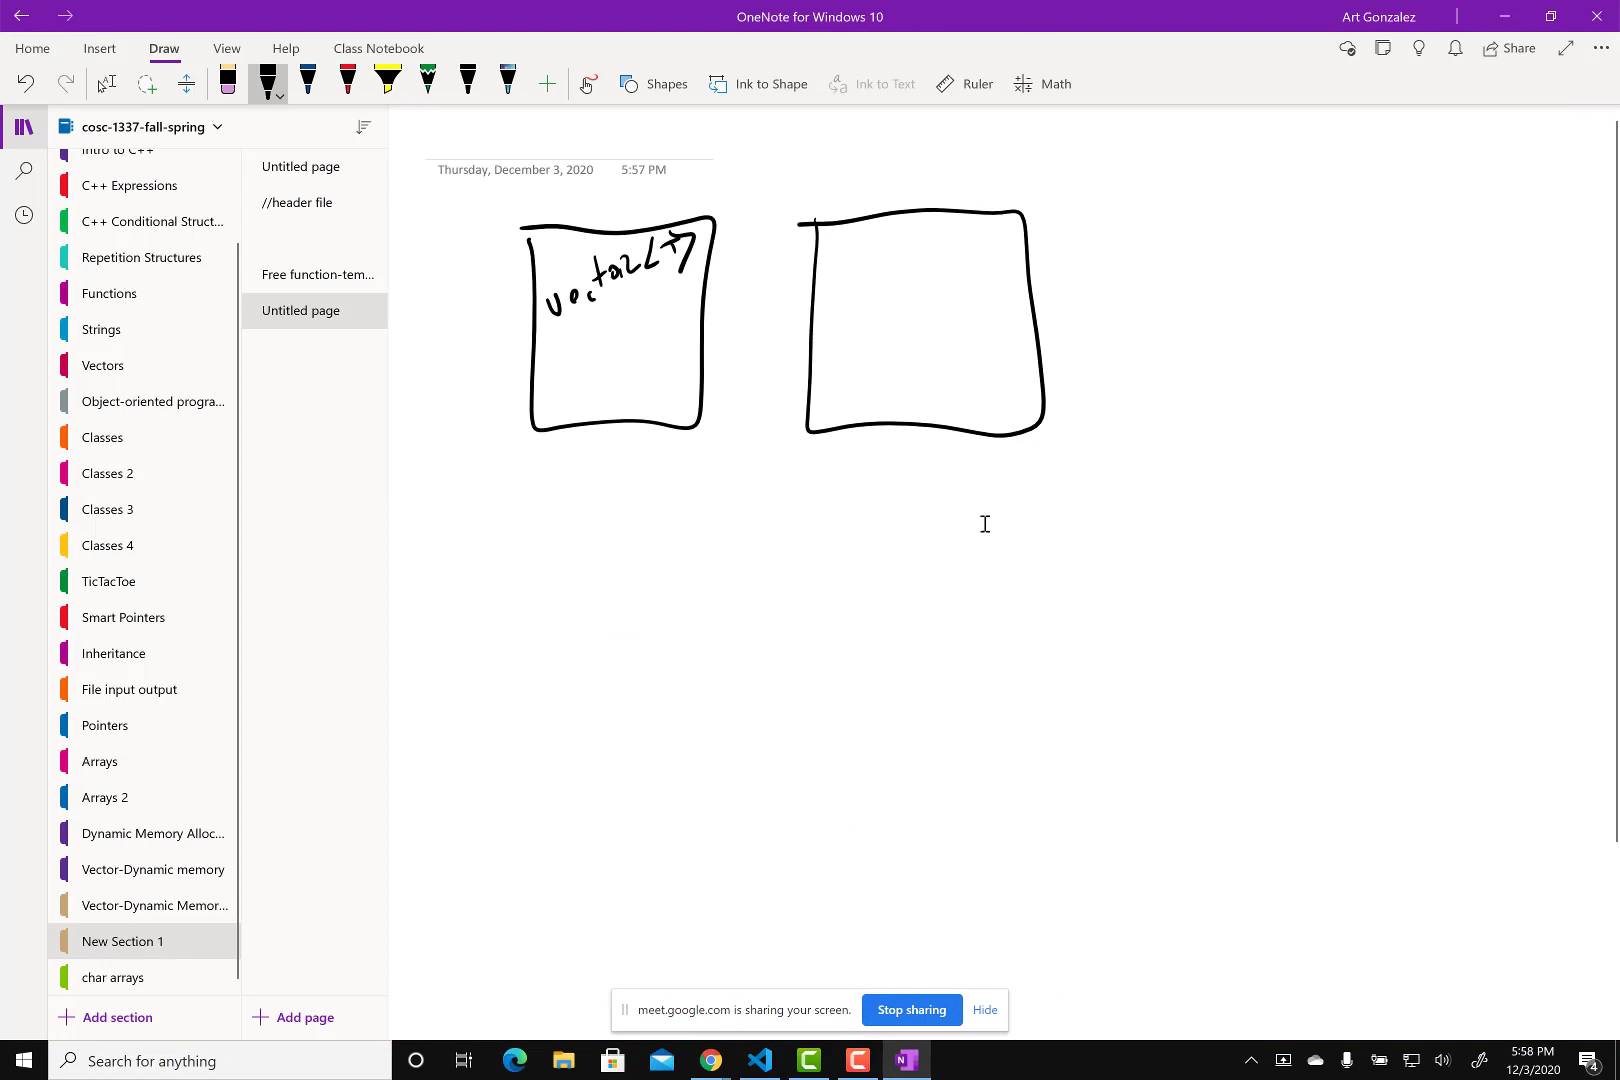 OneNote for Windows 10
Art Gonzalez
Home
Insert
Draw
View
Help
Class Notebook
Share
Shapes
Ink to Shape
Ink to Text
Ruler
Math
cosc-1337-fall-spring
Intro to C++
C++ Expressions
C++ Conditional Struct...
Repetition Structures
Functions
Strings
Vectors
Object-oriented progra...
Classes
Classes 2
Classes 3
Classes 4
TicTacToe
Smart Pointers
Inheritance
File input output
Pointers
Arrays
Arrays 2
Dynamic Memory Alloc...
Vector-Dynamic memory
Vector-Dynamic Memor...
New Section 1
char arrays
Add section
Untitled page
//header file
Free function-tem...
Untitled page
Add page
Thursday, December 3, 2020 5:57 PM
vector<T>
meet.google.com is sharing your screen.
Stop sharing
Hide
Search for anything
5:58 PM
12/3/2020
4